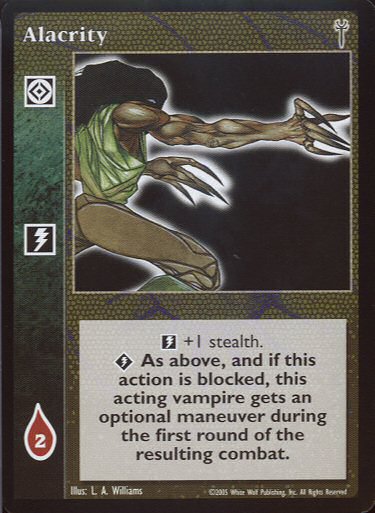 Alacrity
+1 stealth.
As above, and if this
action is blocked, this
acting vampire gets an
optional maneuver during
the first round of the
resulting combat.
2
Illus: L. A. Williams
©2005 White Wolf Publishing, Inc. All Rights Reserved